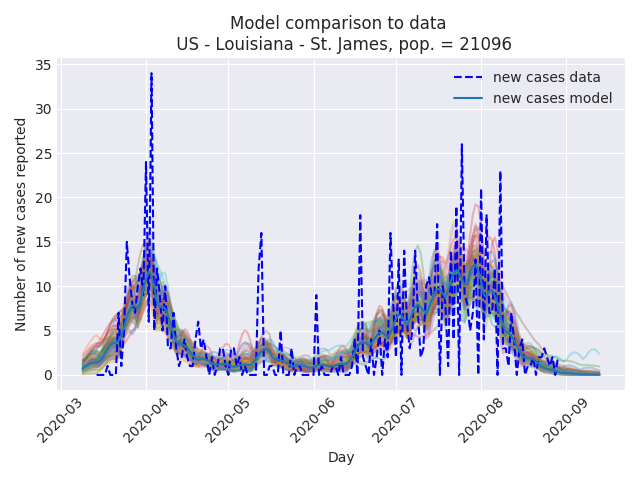 Model comparison to data
US - Louisiana - St. James, pop. = 21096
new cases data
new cases model
Number of new cases reported
35
30
25
20
15
10
5
0
2020-03
2020-04
2020-05
2020-06
2020-07
2020-08
2020-09
Day